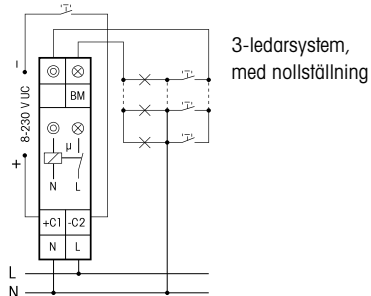 3-ledarsystem,
med nollställning
–
8-230 V UC
+
BM
µ
N L
+C1 -C2
N L
L
N